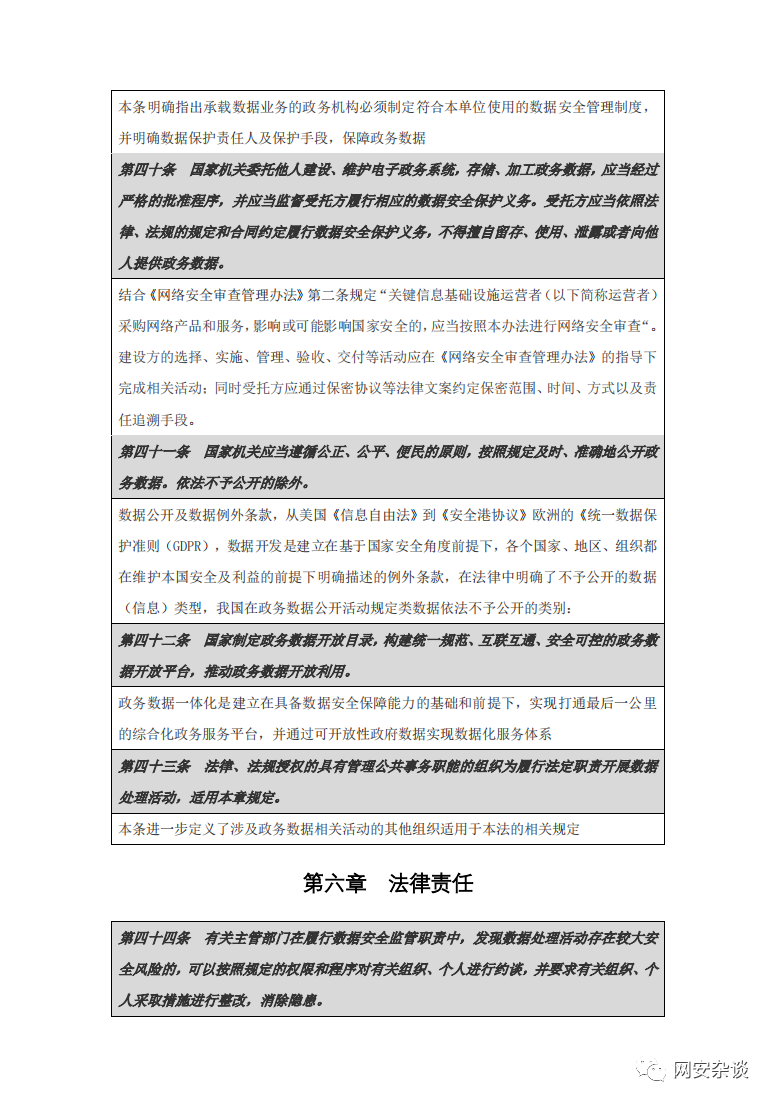 本条明确指出承载数据业务的政务机构必须制定符合本单位使用的数据安全管理制度，
并明确数据保护责任人及保护手段，保障政务数据
第四十条　国家机关委托他人建设、维护电子政务系统，存储、加工政务数据，应当经过
严格的批准程序，并应当监督受托方履行相应的数据安全保护义务。受托方应当依照法
律、法规的规定和合同约定履行数据安全保护义务，不得擅自留存、使用、泄露或者向他
人提供政务数据。
结合《网络安全审查管理办法》第二条规定“关键信息基础设施运营者（以下简称运营者）
采购网络产品和服务，影响或可能影响国家安全的，应当按照本办法进行网络安全审查“。
建设方的选择、实施、管理、验收、交付等活动应在《网络安全审查管理办法》的指导下
完成相关活动；同时受托方应通过保密协议等法律文案约定保密范围、时间、方式以及责
任追溯手段。
第四十一条　国家机关应当遵循公正、公平、便民的原则，按照规定及时、准确地公开政
务数据。依法不予公开的除外。
数据公开及数据例外条款，从美国《信息自由法》到《安全港协议》欧洲的《统一数据保
护准则（GDPR），数据开发是建立在基于国家安全角度前提下，各个国家、地区、组织都
在维护本国安全及利益的前提下明确描述的例外条款，在法律中明确了不予公开的数据
（信息）类型，我国在政务数据公开活动规定类数据依法不予公开的类别：
第四十二条　国家制定政务数据开放目录，构建统一规范、互联互通、安全可控的政务数
据开放平台，推动政务数据开放利用。
政务数据一体化是建立在具备数据安全保障能力的基础和前提下，实现打通最后一公里
的综合化政务服务平台，并通过可开放性政府数据实现数据化服务体系
第四十三条　法律、法规授权的具有管理公共事务职能的组织为履行法定职责开展数据
处理活动，适用本章规定。
本条进一步定义了涉及政务数据相关活动的其他组织适用于本法的相关规定
第六章　法律责任
第四十四条　有关主管部门在履行数据安全监管职责中，发现数据处理活动存在较大安
全风险的，可以按照规定的权限和程序对有关组织、个人进行约谈，并要求有关组织、个
人采取措施进行整改，消除隐患。
网安杂谈